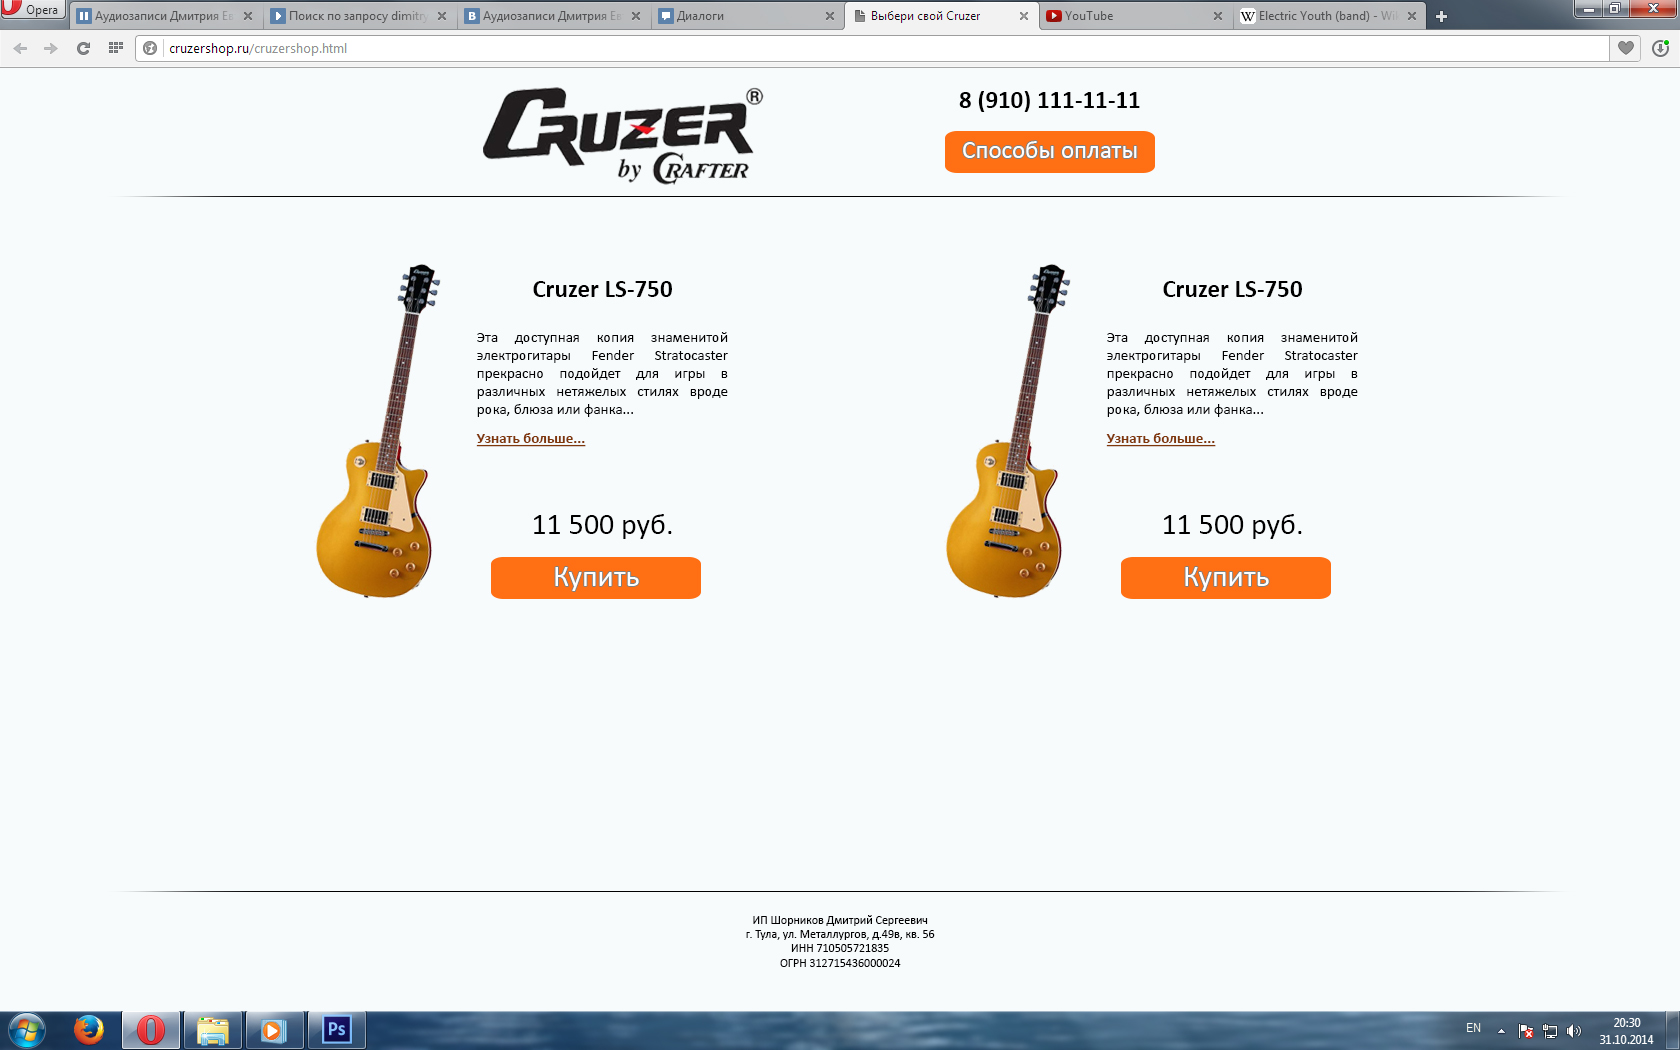 Opera
Аудиозаписи Дмитрия Ев
Поиск по запросу dimitry
Аудиозаписи Дмитрия Ев
Диалоги
Выбери свой Cruzer
YouTube
Electric Youth (band) - Wil
cruzershop.ru/cruzershop.html
CRUZER®
by CRAFTER
8 (910) 111-11-11
Способы оплаты
Cruzer LS-750
Эта доступная копия знаменитой
электрогитары Fender Stratocaster
прекрасно подойдет для игры в
различных нетяжелых стилях вроде
рока, блюза или фанка...
Узнать больше...
11 500 руб.
Купить
Cruzer LS-750
Эта доступная копия знаменитой
электрогитары Fender Stratocaster
прекрасно подойдет для игры в
различных нетяжелых стилях вроде
рока, блюза или фанка...
Узнать больше...
11 500 руб.
Купить
ИП Шорников Дмитрий Сергеевич
г. Тула, ул. Металлургов, д.49в, кв. 56
ИНН 710505721835
ОГРН 312715436000024
Ps
EN
20:30
31.10.2014